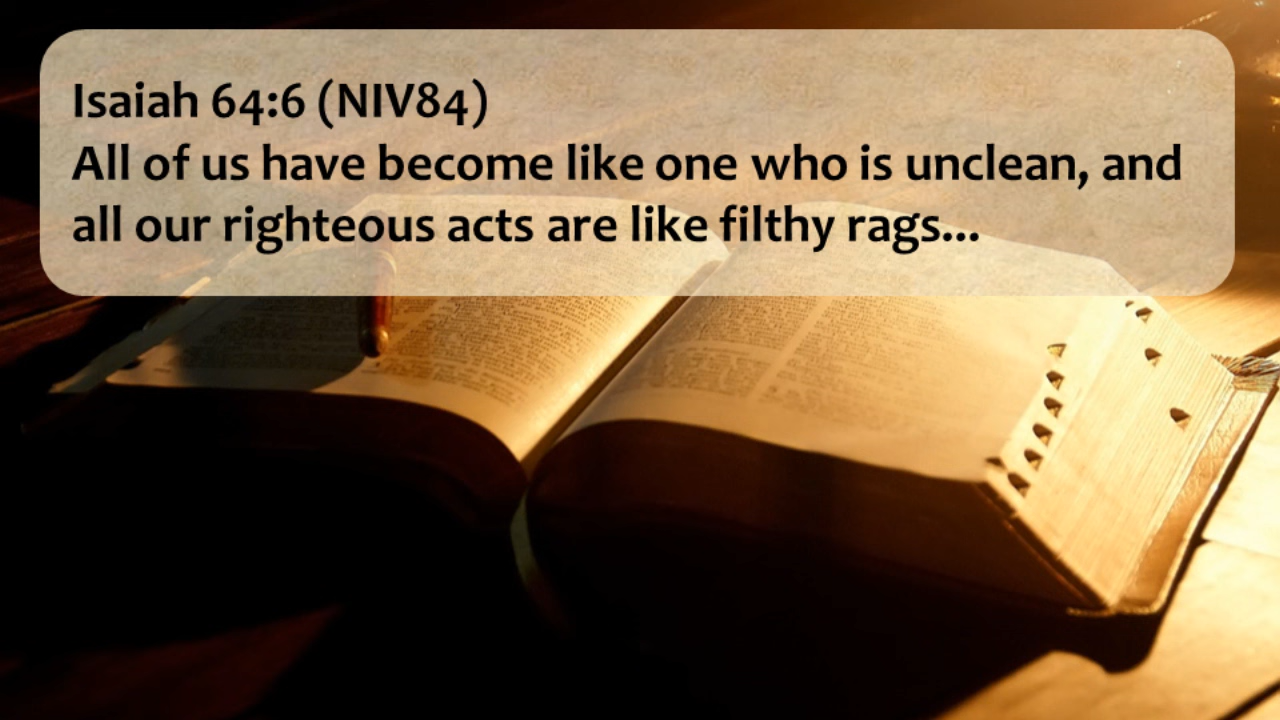 Isaiah 64:6 (NIV84)
All of us have become like one who is unclean, and
all our righteous acts are like filthy rags...